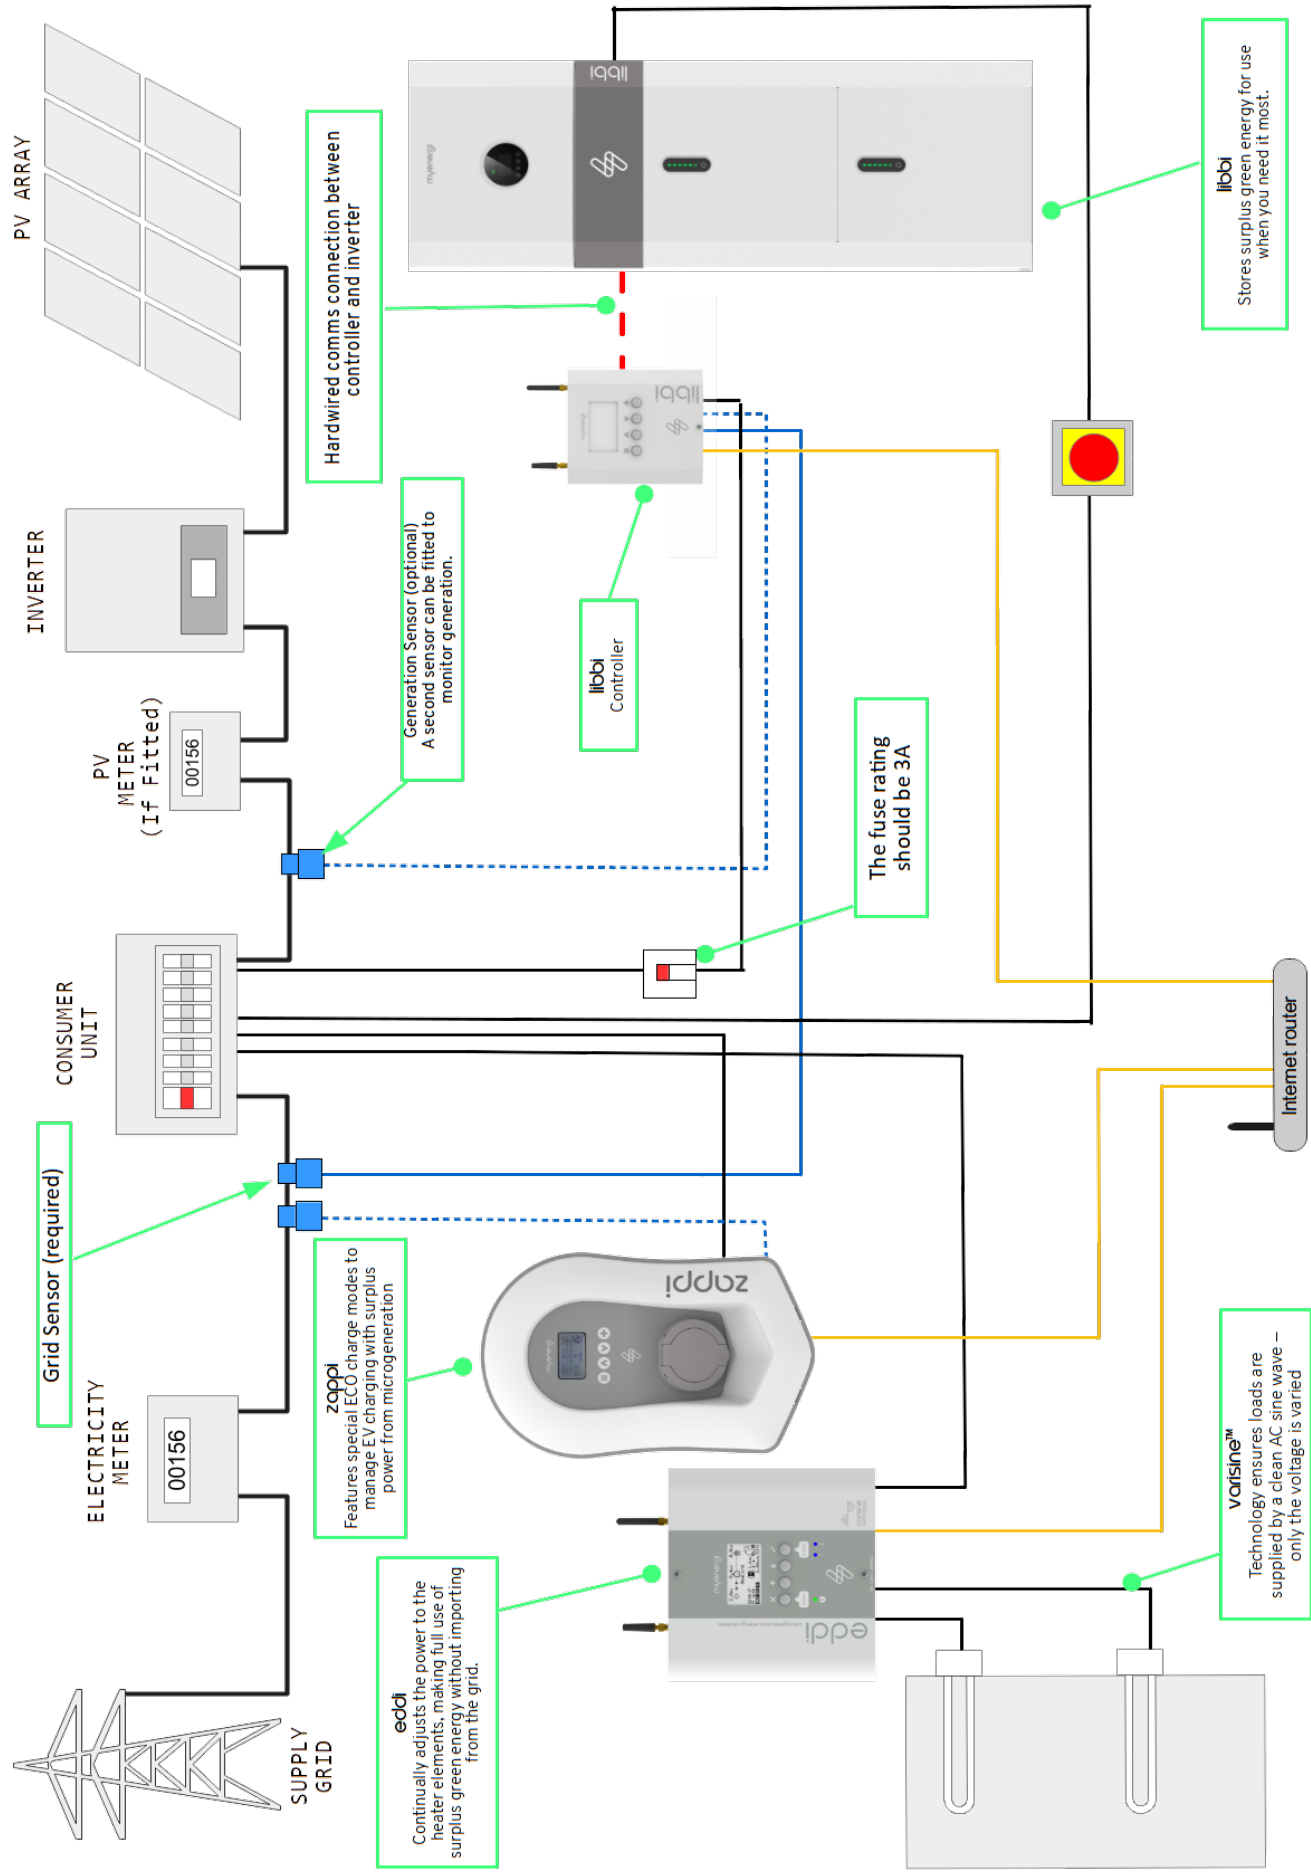 SUPPLY
GRID
ELECTRICITY
METER
00156
Grid Sensor (required)
CONSUMER
UNIT
PV
METER
(If Fitted)
00156
INVERTER
PV ARRAY
eddi
Continually adjusts the power to the
heater elements, making full use of
surplus green energy without importing
from the grid.
zappi
Features special ECO charge modes to
manage EV charging with surplus
power from microgeneration
Generation Sensor (optional)
A second sensor can be fitted to
monitor generation.
Hardwired comms connection between
controller and inverter
myenergi
libbi
zappi
myenergi
libbi
myenergi
libbi
Controller
eddi
myenergi
The fuse rating
should be 3A
varisine™
Technology ensures loads are
supplied by a clean AC sine wave –
only the voltage is varied
Internet router
libbi
Stores surplus green energy for use
when you need it most.